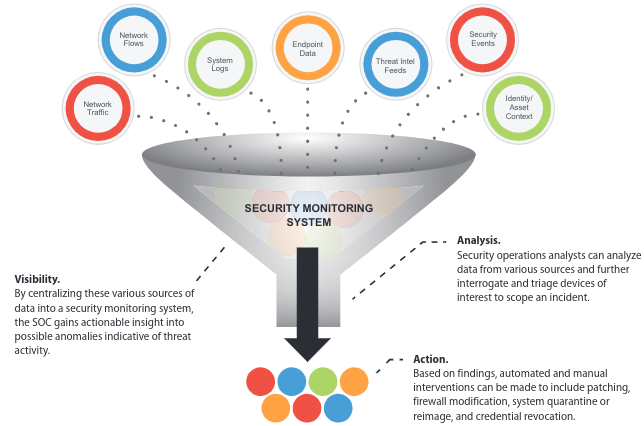 Network
Flows
System
Logs
Endpoint
Data
Threat Intel
Feeds
Security
Events
Network
Traffic
Identity/
Asset
Context
SECURITY MONITORING
SYSTEM
Visibility.
By centralizing these various sources of
data into a security monitoring system,
the SOC gains actionable insight into
possible anomalies indicative of threat
activity.
Analysis.
Security operations analysts can analyze
data from various sources and further
interrogate and triage devices of
interest to scope an incident.
Action.
Based on findings, automated and manual
interventions can be made to include patching,
firewall modification, system quarantine or
reimage, and credential revocation.